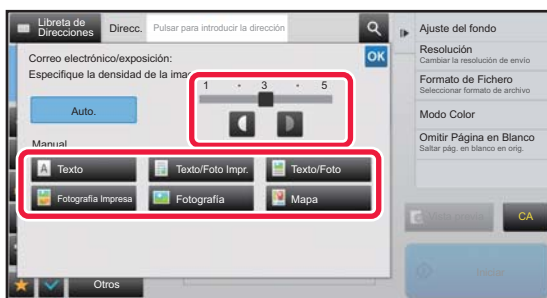 Libreta de Direcciones
Direcc.
Pulsar para introducir la dirección
Correo electrónico/exposición:
OK
Especifique la densidad de la imagen
1 · 3 · 5
Auto.
Manual
A Texto
Texto/Foto Impr.
Texto/Foto
Fotografía Impresa
Fotografía
Mapa
Otros
Ajuste del fondo
Resolución
Cambiar la resolución de envío
Formato de Fichero
Seleccionar formato de archivo
Modo Color
Omitir Página en Blanco
Saltar pág. en blanco en orig.
CA